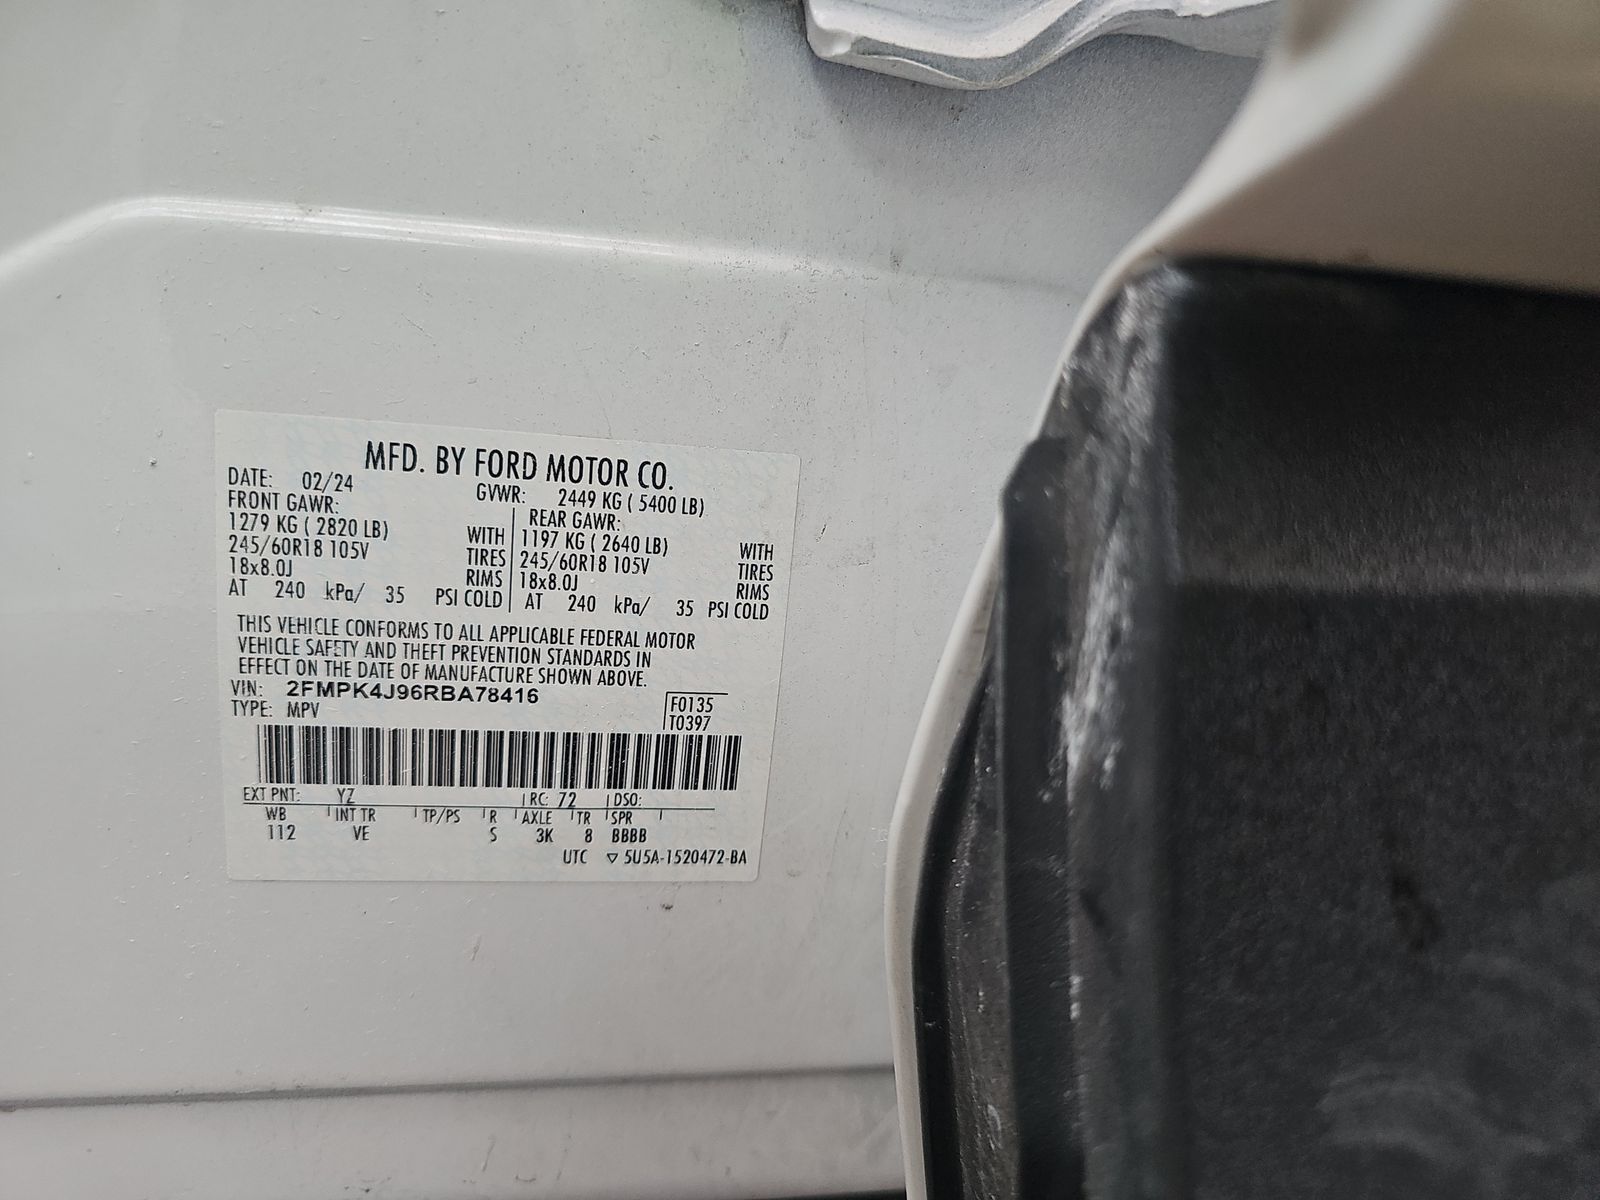 MFD. BY FORD MOTOR CO.
DATE: 02/24 GVWR: 2449 KG ( 5400 LB)
FRONT GAWR: REAR GAWR:
1279 KG ( 2820 LB) WITH 1197 KG ( 2640 LB) WITH
245/60R18 105V TIRES 245/60R18 105V TIRES
18x8.0J RIMS 18x8.0J RIMS
AT 240 kPa/ 35 PSI COLD AT 240 kPa/ 35 PSI COLD
THIS VEHICLE CONFORMS TO ALL APPLICABLE FEDERAL MOTOR
VEHICLE SAFETY AND THEFT PREVENTION STANDARDS IN
EFFECT ON THE DATE OF MANUFACTURE SHOWN ABOVE.
VIN: 2FMPK4J96RBA78416 F0135
TYPE: MPV T0397
EXT PNT: YZ RC: 72 DSO:
WB INT TR TP/PS R AXLE TR SPR
112 VE S 3K 8 BBBB
UTC ▽ 5U5A-1520472-BA